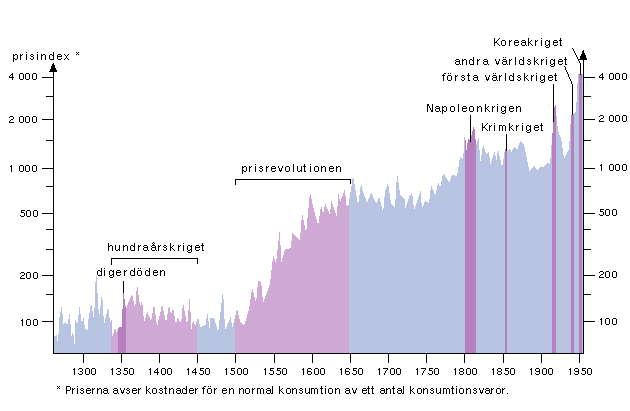 Koreakriget
prisindex *
andra världskriget
4 000 första världskriget 4 000
Napoleonkrigen
2 000 2 000
Krimkriget
1 000 prisrevolutionen 1 000
500 500
hundraårskriget
digerdöden
200 200
100 100
1300 1350 1400 1450 1500 1550 1600 1650 1700 1750 1800 1850 1900 1950
* Priserna avser kostnader för en normal konsumtion av ett antal konsumtionsvaror.